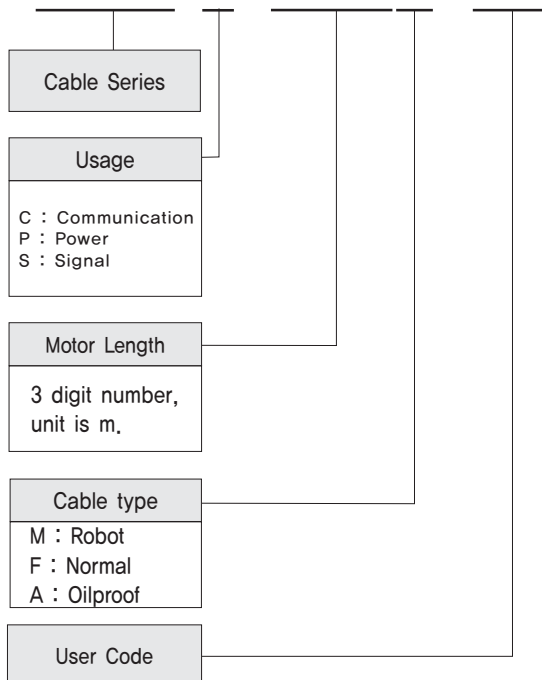 Cable Series
Usage
C : Communication
P : Power
S : Signal
Motor Length
3 digit number,
unit is m.
Cable type
M : Robot
F : Normal
A : Oilproof
User Code